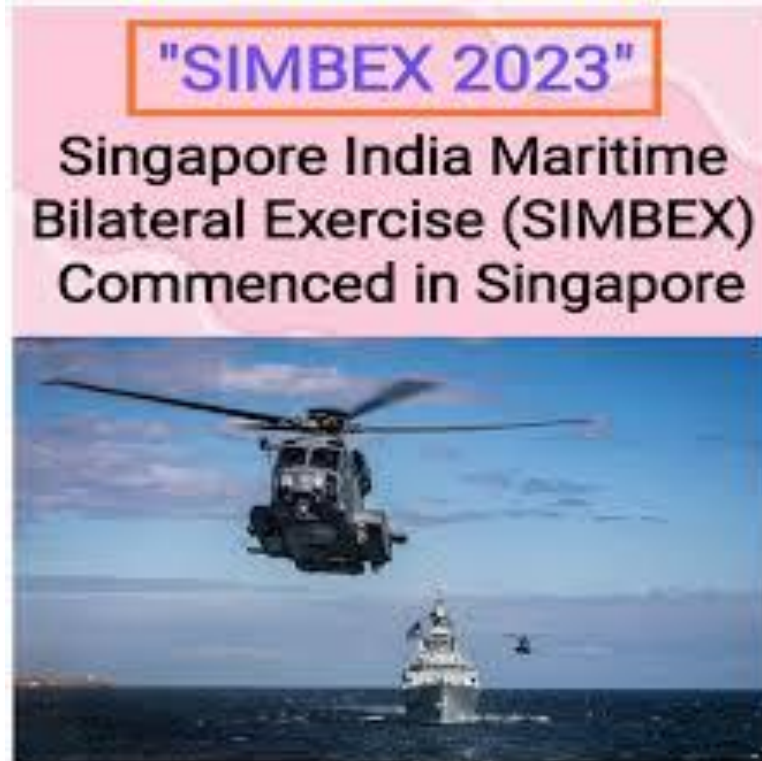 "SIMBEX 2023"
Singapore India Maritime
Bilateral Exercise (SIMBEX)
Commenced in Singapore